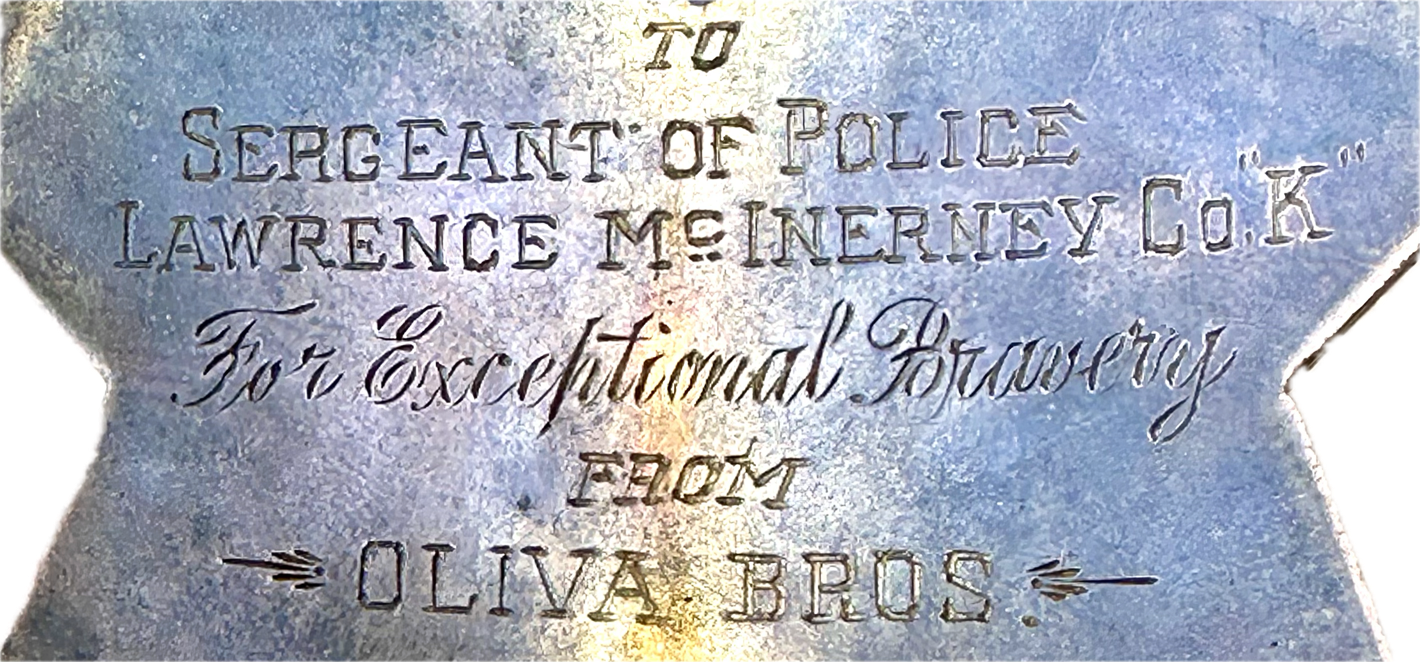 TO
SERGEANT OF POLICE
LAWRENCE McINERNEY Co. "K"
For Exceptional Bravery
FROM
OLIVA BROS.